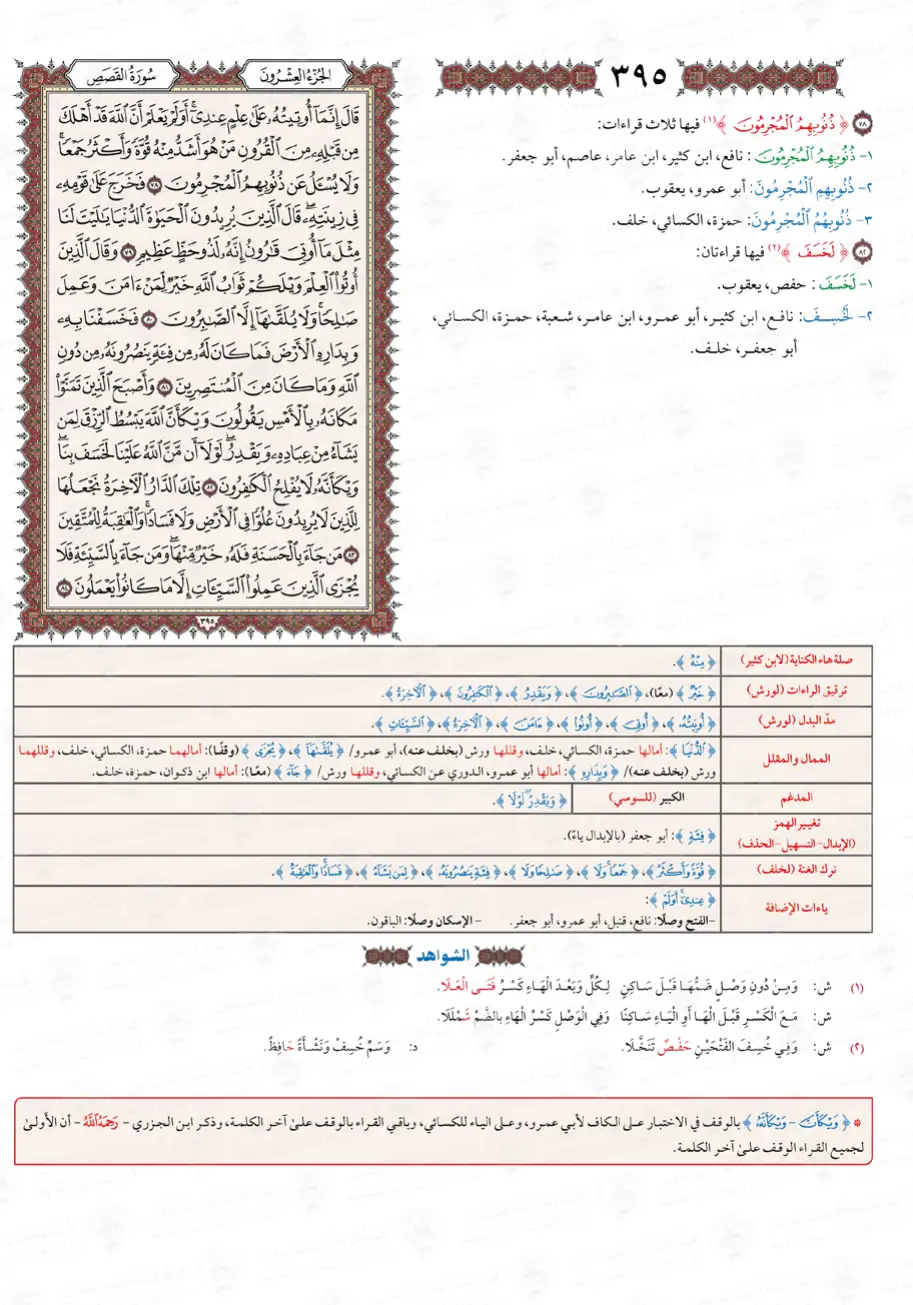 ٣٩٥
﴿ ذُنُوبِهِمُ ٱلۡمُجۡرِمُونَ ﴾(١) فيها ثلاث قراءات: ٧٨
١- ذُنُوبِهِمُ ٱلۡمُجۡرِمُونَ : نافع، ابن كثير، ابن عامر، عاصم، أبو جعفر.
٢- ذُنُوبِهِمِ ٱلۡمُجۡرِمُونَ: أبو عمرو، يعقوب.
٣- ذُنُوبِهُمُ ٱلۡمُجۡرِمُونَ: حمزة، الكسائي، خلف.
٨٢ ﴿ لَخَسَفَ ﴾(٢) فيها قراءتان:
١- لَخَسَفَ : حفص، يعقوب.
٢- لَخُسِفَ: نافع، ابن كثير، أبو عمرو، ابن عامر، شعبة، حمزة، الكسائي،
أبو جعفر، خلف.
الجُزْءُ العِشْرُونَ
سُورَةُ القَصَصِ
قَالَ إِنَّمَآ أُوتِيتُهُۥ عَلَىٰ عِلۡمٍ عِندِيٓۚ أَوَلَمۡ يَعۡلَمۡ أَنَّ ٱللَّهَ قَدۡ أَهۡلَكَ
مِن قَبۡلِهِۦ مِنَ ٱلۡقُرُونِ مَنۡ هُوَ أَشَدُّ مِنۡهُ قُوَّةٗ وَأَكۡثَرُ جَمۡعٗاۚ
وَلَا يُسۡـَٔلُ عَن ذُنُوبِهِمُ ٱلۡمُجۡرِمُونَ ٧٨ فَخَرَجَ عَلَىٰ قَوۡمِهِۦ
فِي زِينَتِهِۦۖ قَالَ ٱلَّذِينَ يُرِيدُونَ ٱلۡحَيَوٰةَ ٱلدُّنۡيَا يَٰلَيۡتَ لَنَا
مِثۡلَ مَآ أُوتِيَ قَٰرُونُ إِنَّهُۥ لَذُو حَظٍّ عَظِيمٖ ٧٩ وَقَالَ ٱلَّذِينَ
أُوتُواْ ٱلۡعِلۡمَ وَيۡلَكُمۡ ثَوَابُ ٱللَّهِ خَيۡرٞ لِّمَنۡ ءَامَنَ وَعَمِلَ
صَٰلِحٗاۚ وَلَا يُلَقَّىٰهَآ إِلَّا ٱلصَّٰبِرُونَ ٨٠ فَخَسَفۡنَا بِهِۦ
وَبِدَارِهِ ٱلۡأَرۡضَ فَمَا كَانَ لَهُۥ مِن فِئَةٖ يَنصُرُونَهُۥ مِن دُونِ
ٱللَّهِ وَمَا كَانَ مِنَ ٱلۡمُنتَصِرِينَ ٨١ وَأَصۡبَحَ ٱلَّذِينَ تَمَنَّوۡاْ
مَكَانَهُۥ بِٱلۡأَمۡسِ يَقُولُونَ وَيۡكَأَنَّ ٱللَّهَ يَبۡسُطُ ٱلرِّزۡقَ لِمَن
يَشَآءُ مِنۡ عِبَادِهِۦ وَيَقۡدِرُۖ لَوۡلَآ أَن مَّنَّ ٱللَّهُ عَلَيۡنَا لَخَسَفَ بِنَاۖ
وَيۡكَأَنَّهُۥ لَا يُفۡلِحُ ٱلۡكَٰفِرُونَ ٨٢ تِلۡكَ ٱلدَّارُ ٱلۡأٓخِرَةُ نَجۡعَلُهَا
لِلَّذِينَ لَا يُرِيدُونَ عُلُوّٗا فِي ٱلۡأَرۡضِ وَلَا فَسَادٗاۚ وَٱلۡعَٰقِبَةُ لِلۡمُتَّقِينَ
٨٣ مَن جَآءَ بِٱلۡحَسَنَةِ فَلَهُۥ خَيۡرٞ مِّنۡهَاۖ وَمَن جَآءَ بِٱلسَّيِّئَةِ فَلَا
يُجۡزَى ٱلَّذِينَ عَمِلُواْ ٱلسَّيِّـَٔاتِ إِلَّا مَا كَانُواْ يَعۡمَلُونَ ٨٤
٣٩٥
صلة هاء الكناية (لابن كثير) ﴿ مِنۡهُ ﴾.
ترقيق الراءات (لورش) ﴿ خَيۡرٞ ﴾ (معًا)، ﴿ ٱلصَّٰبِرُونَ ﴾، ﴿ وَيَقۡدِرُ ﴾، ﴿ ٱلۡكَٰفِرُونَ ﴾، ﴿ ٱلۡأٓخِرَةُ ﴾.
مدّ البدل (لورش) ﴿ أُوتِيتُهُۥ ﴾، ﴿ أُوتِيَ ﴾، ﴿ أُوتُواْ ﴾، ﴿ ءَامَنَ ﴾، ﴿ ٱلۡأٓخِرَةُ ﴾، ﴿ ٱلسَّيِّـَٔاتِ ﴾.
الممال والمقلل ﴿ ٱلدُّنۡيَا ﴾: أمالها حمزة، الكسائي، خلف، وقللها ورش (بخلف عنه)، أبو عمرو/ ﴿ يُلَقَّىٰهَآ ﴾، ﴿ يُجۡزَى ﴾ (وقفًا): أمالهما حمزة، الكسائي، خلف، وقللهما
ورش (بخلف عنه)/ ﴿ وَبِدَارِهِ ﴾: أمالها أبو عمرو، الدوري عن الكسائي، وقللها ورش/ ﴿ جَآءَ ﴾ (معًا): أمالها ابن ذكوان، حمزة، خلف.
المدغم الكبير (للسوسي) ﴿ وَيَقۡدِرُ لَوۡلَآ ﴾.
تغيير الهمز
(الإبدال-التسهيل-الحذف) ﴿ فِئَةٖ ﴾: أبو جعفر (بالإبدال ياءً).
ترك الغنة (لخلف) ﴿ قُوَّةٗ وَأَكۡثَرُ ﴾، ﴿ جَمۡعٗاۚ وَلَا ﴾، ﴿ صَٰلِحٗاۚ وَلَا ﴾، ﴿ فِئَةٖ يَنصُرُونَهُۥ ﴾، ﴿ لِمَن يَشَآءُ ﴾، ﴿ فَسَادٗاۚ وَٱلۡعَٰقِبَةُ ﴾.
ياءات الإضافة ﴿ عِندِيٓۚ أَوَلَمۡ ﴾:
-الفتح وصلًا: نافع، قنبل، أبو عمرو، أبو جعفر. -الإسكان وصلًا: الباقون.
الشواهد
(١) ش: وَمِنْ دُونِ وَصْلٍ ضُمُّهَا قَبْلَ سَاكِنٍ لِكُلٍّ وَبَعْدَ الْهَاءِ كَسْرُ فَتَى الْعَلَا.
ش: مَعَ الْكَسْرِ قَبْلَ الْهَا أَوِ الْيَاءِ سَاكِنًا وَفِي الْوَصْلِ كَسْرُ الْهَاءِ بِالضَّمِّ شَمْلَلَا.
(٢) ش: وَفِي خُسِفَ الْفَتْحَيْنِ حَفْصٌ تَنَخَّلَا. د: وَسَمِّ خُسِفْ وَنَشْأَةً حَافِظٌ.
* ﴿ وَيۡكَأَنَّ - وَيۡكَأَنَّهُۥ ﴾ بالوقف في الاختبار على الكاف لأبي عمرو، وعلى الياء للكسائي، وباقي القراء بالوقف على آخر الكلمة، وذكر ابن الجزري - رَحِمَهُ اللَّهُ - أن الأولى
لجميع القراء الوقف على آخر الكلمة.